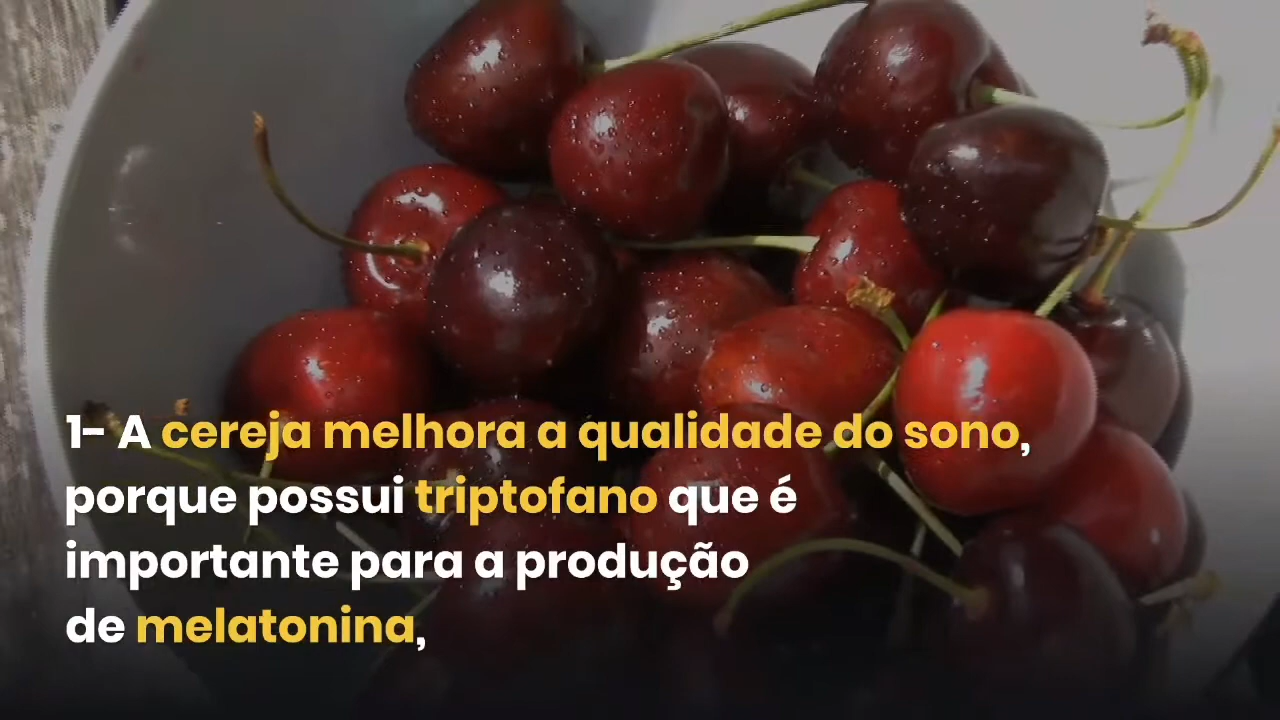 1- A cereja melhora a qualidade do sono,
porque possui triptofano que é
importante para a produção
de melatonina,